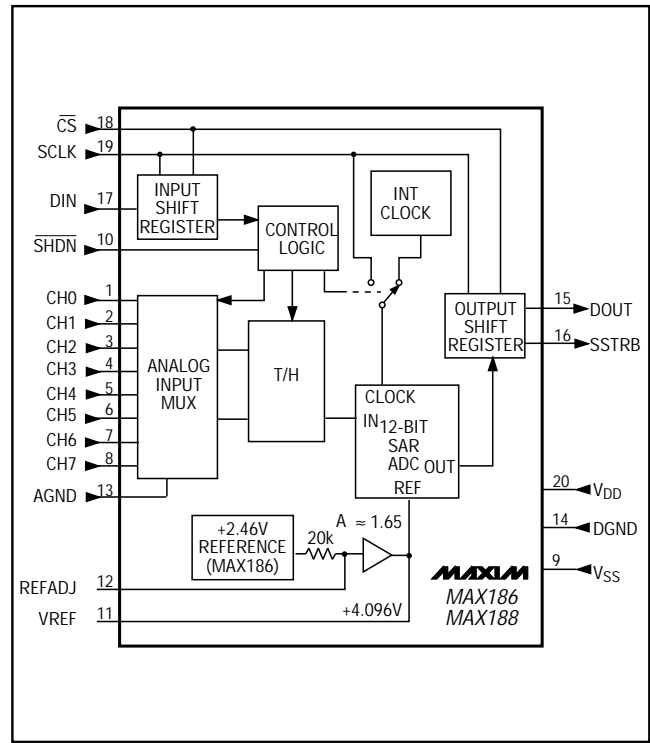 CS 18
SCLK 19
DIN 17
SHDN 10
CH0 1
CH1 2
CH2 3
CH3 4
CH4 5
CH5 6
CH6 7
CH7 8
AGND 13
REFADJ 12
VREF 11
INPUT
SHIFT
REGISTER
CONTROL
LOGIC
INT
CLOCK
ANALOG
INPUT
MUX
T/H
CLOCK
IN 12-BIT
SAR
ADC OUT
REF
OUTPUT
SHIFT
REGISTER
15 DOUT
16 SSTRB
20 VDD
14 DGND
9 VSS
+2.46V
REFERENCE
(MAX186)
20k
A ≈ 1.65
+4.096V
MAXIM
MAX186
MAX188